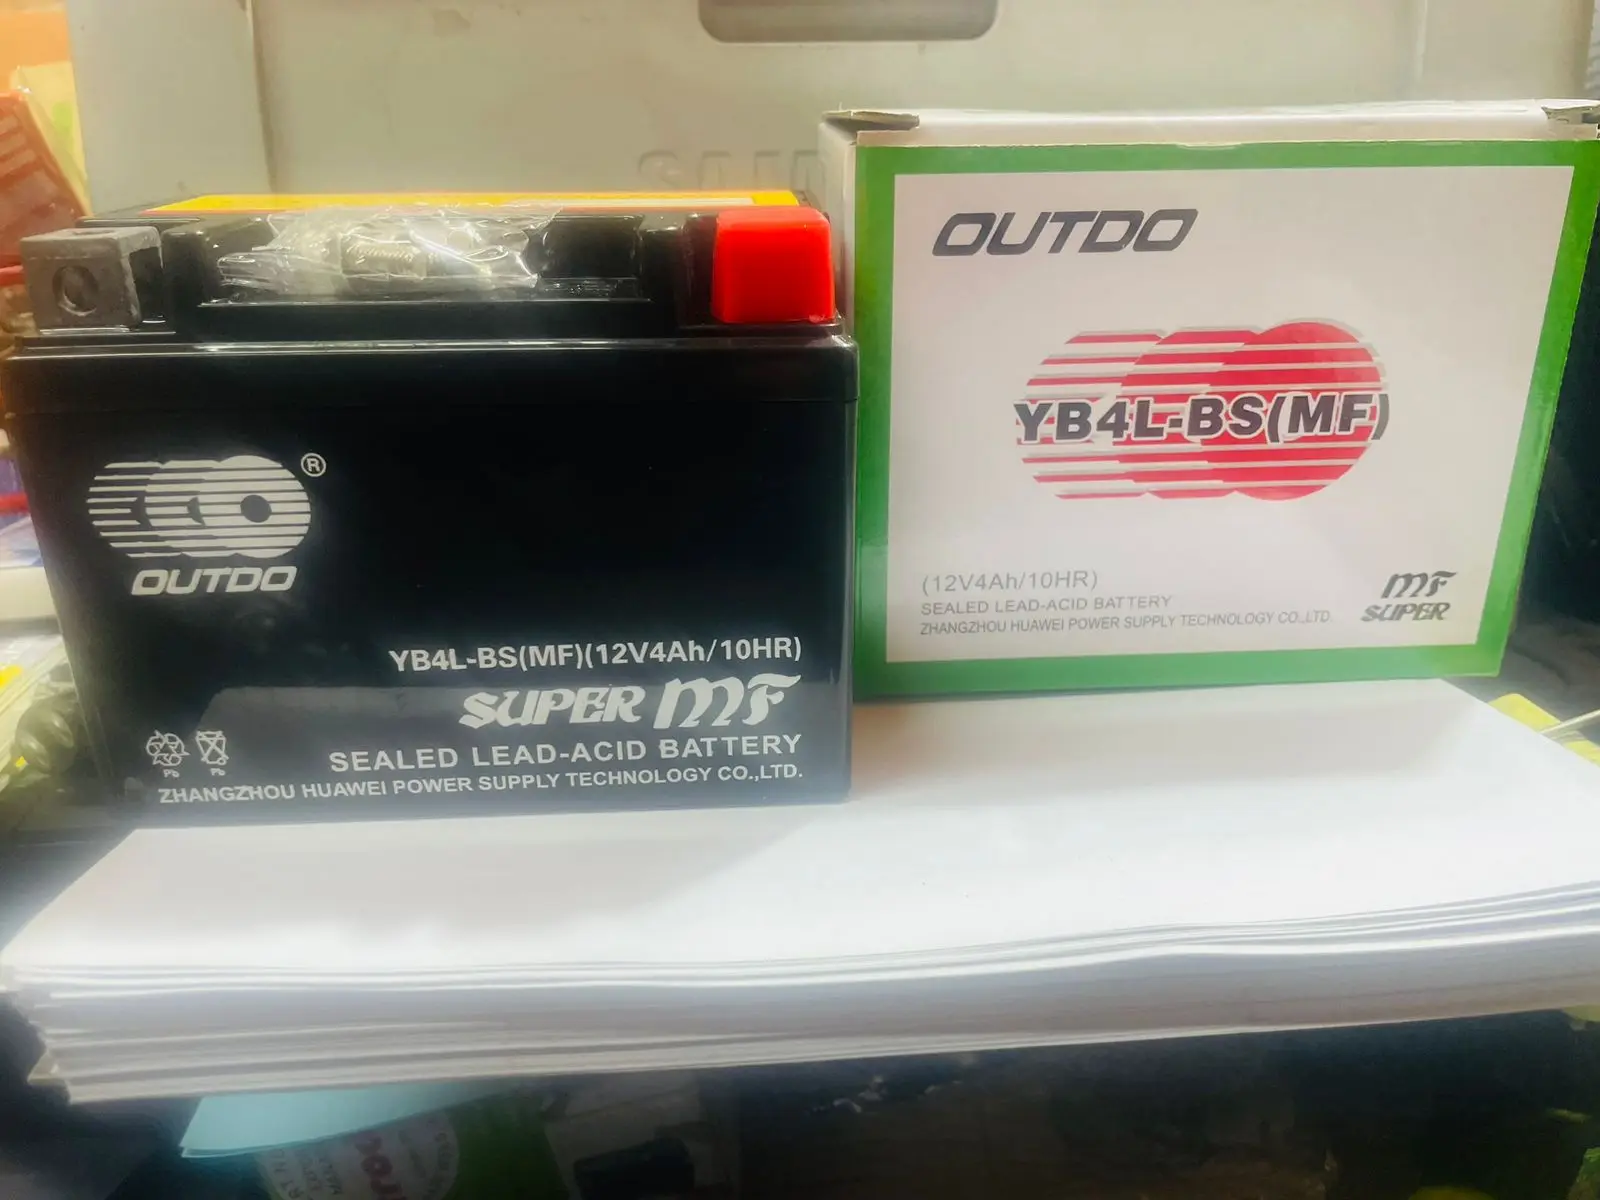 ®
OUTDO
YB4L-BS(MF)(12V4Ah/10HR)
SUPER MF
Pb Pb
SEALED LEAD-ACID BATTERY
ZHANGZHOU HUAWEI POWER SUPPLY TECHNOLOGY CO.,LTD.
OUTDO
YB4L-BS(MF)
(12V4Ah/10HR)
SEALED LEAD-ACID BATTERY
ZHANGZHOU HUAWEI POWER SUPPLY TECHNOLOGY CO.,LTD.
MF
SUPER